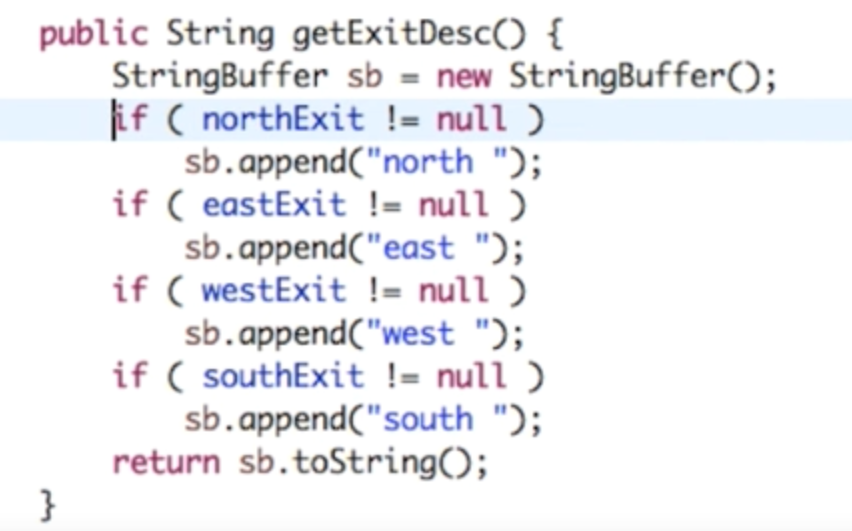 public String getExitDesc() {
    StringBuffer sb = new StringBuffer();
    if ( northExit != null )
        sb.append("north ");
    if ( eastExit != null )
        sb.append("east ");
    if ( westExit != null )
        sb.append("west ");
    if ( southExit != null )
        sb.append("south ");
    return sb.toString();
}